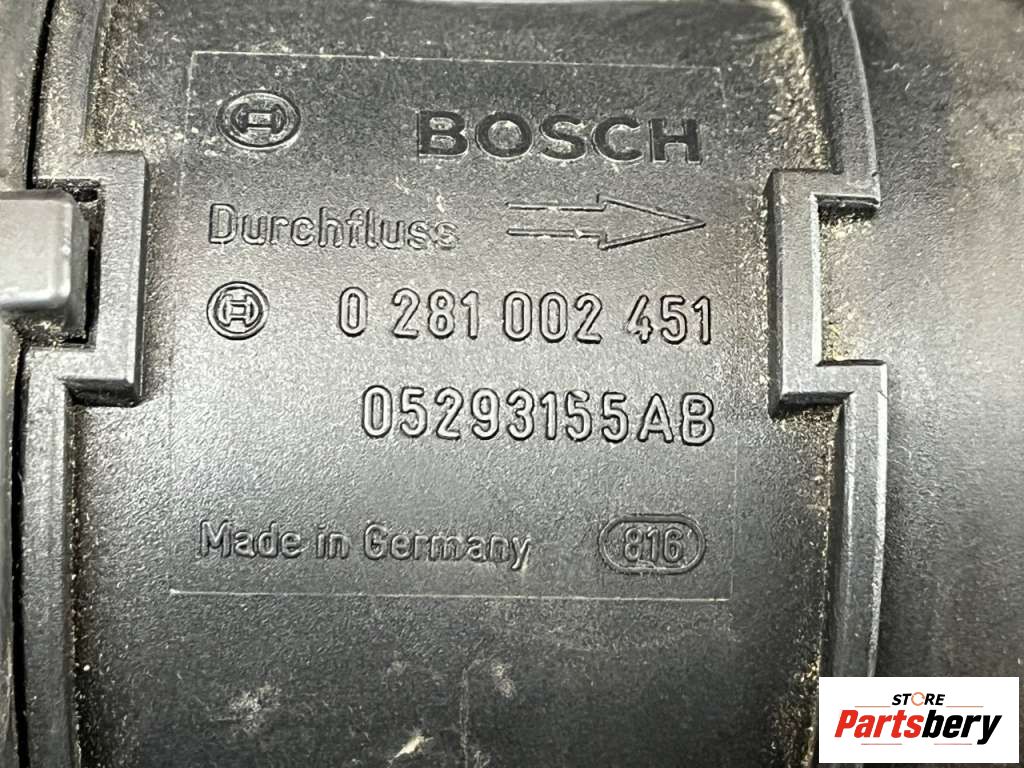 BOSCH
Durchfluss
0 281 002 451
05293155AB
Made in Germany 816
STORE
Partsbery